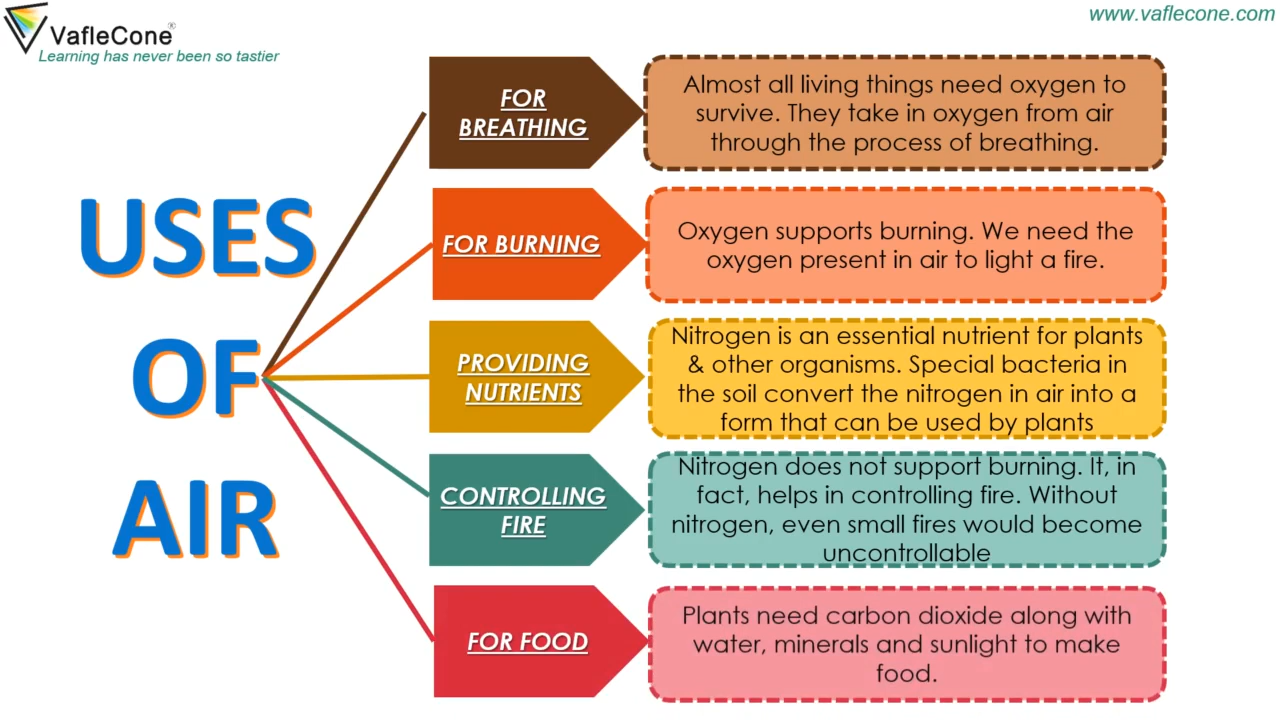 VafleCone®
Learning has never been so tastier
www.vaflecone.com
USES
OF
AIR
FOR
BREATHING
Almost all living things need oxygen to
survive. They take in oxygen from air
through the process of breathing.
FOR BURNING
Oxygen supports burning. We need the
oxygen present in air to light a fire.
PROVIDING
NUTRIENTS
Nitrogen is an essential nutrient for plants
& other organisms. Special bacteria in
the soil convert the nitrogen in air into a
form that can be used by plants
CONTROLLING
FIRE
Nitrogen does not support burning. It, in
fact, helps in controlling fire. Without
nitrogen, even small fires would become
uncontrollable
FOR FOOD
Plants need carbon dioxide along with
water, minerals and sunlight to make
food.